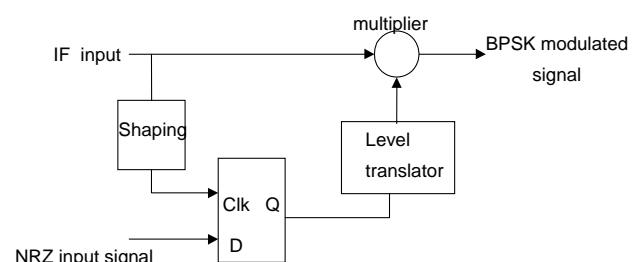 multiplier
IF input
BPSK modulated
signal
Shaping
Level
translator
Clk Q
D
NRZ input signal